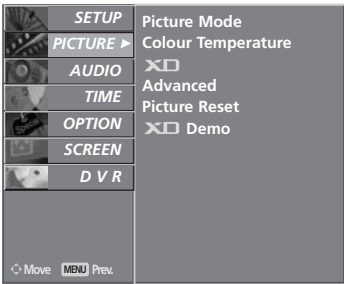 SETUP
PICTURE ►
AUDIO
TIME
OPTION
SCREEN
D V R
Picture Mode
Colour Temperature
XD
Advanced
Picture Reset
XD Demo
Move MENU Prev.